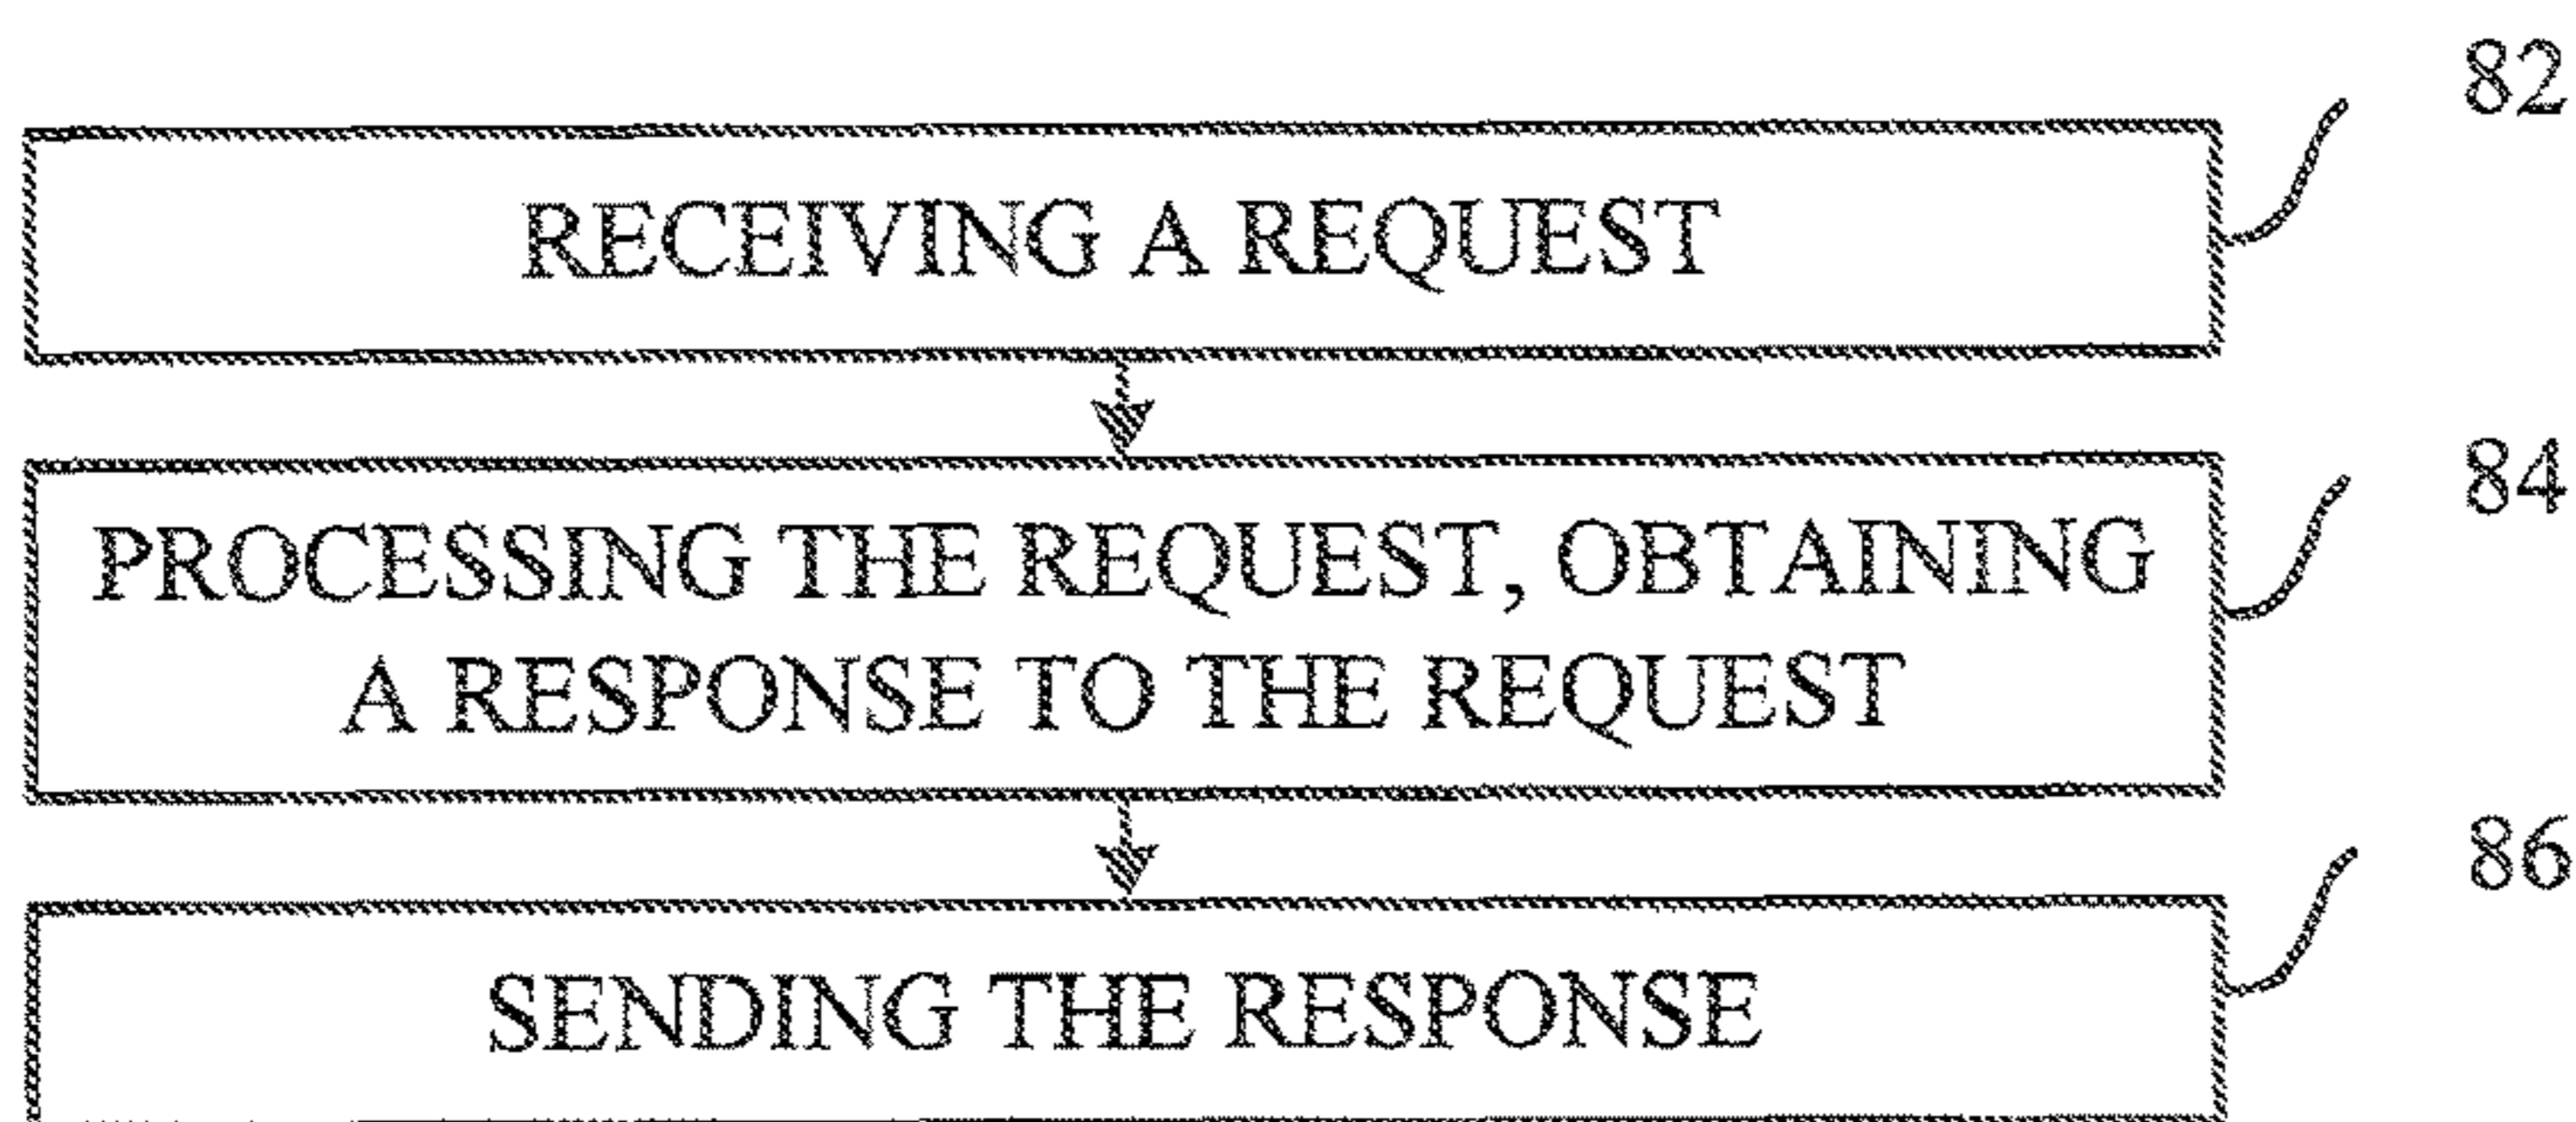 82
RECEIVING A REQUEST
84
PROCESSING THE REQUEST, OBTAINING
A RESPONSE TO THE REQUEST
86
SENDING THE RESPONSE